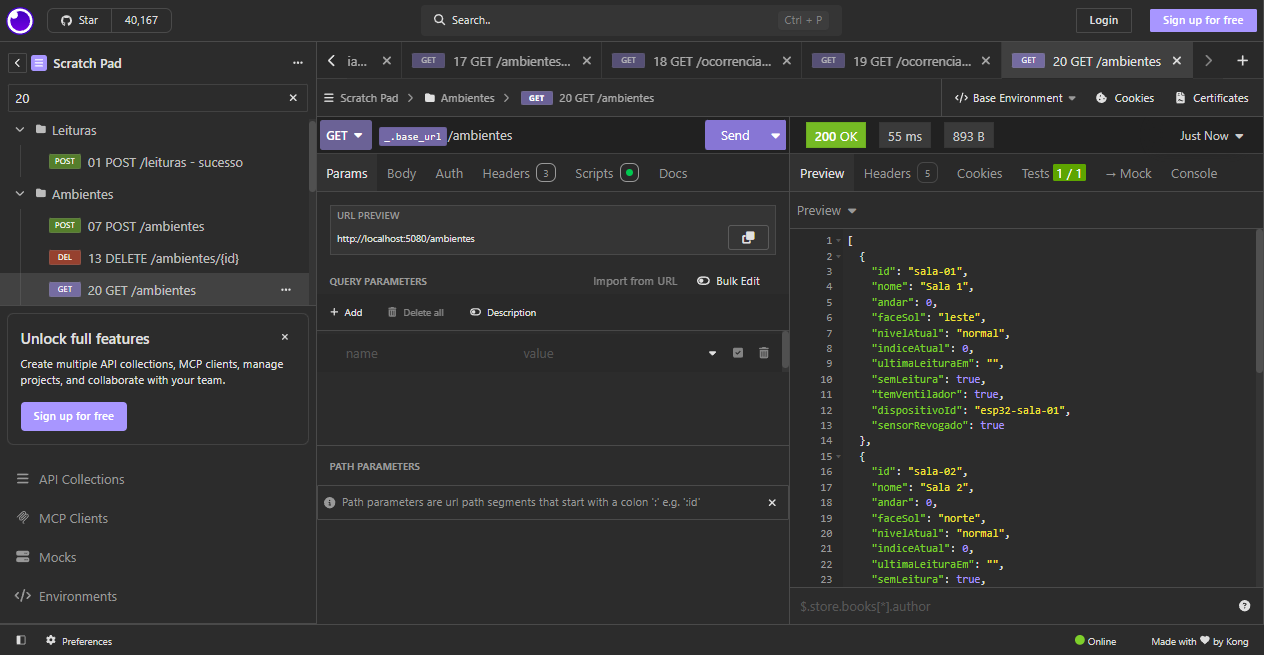 Star 40,167
Search..
Ctrl + P
Login
Sign up for free
Scratch Pad
20
Leituras
POST 01 POST /leituras - sucesso
Ambientes
POST 07 POST /ambientes
DEL 13 DELETE /ambientes/{id}
GET 20 GET /ambientes
Unlock full features
Create multiple API collections, MCP clients, manage
projects, and collaborate with your team.
Sign up for free
API Collections
MCP Clients
Mocks
Environments
Preferences
ia...
GET 17 GET /ambientes...
GET 18 GET /ocorrencia...
GET 19 GET /ocorrencia...
GET 20 GET /ambientes
Scratch Pad
Ambientes
GET 20 GET /ambientes
Base Environment
Cookies
Certificates
GET
_.base_url/ambientes
Send
Params
Body
Auth
Headers 3
Scripts
Docs
URL PREVIEW
http://localhost:5080/ambientes
QUERY PARAMETERS
Import from URL
Bulk Edit
Add
Delete all
Description
name
value
PATH PARAMETERS
Path parameters are url path segments that start with a colon ':' e.g. ':id'
200 OK
55 ms
893 B
Just Now
Preview
Headers 5
Cookies
Tests 1 / 1
→ Mock
Console
Preview
1 [
2 {
3 "id": "sala-01",
4 "nome": "Sala 1",
5 "andar": 0,
6 "faceSol": "leste",
7 "nivelAtual": "normal",
8 "indiceAtual": 0,
9 "ultimaLeituraEm": "",
10 "semLeitura": true,
11 "temVentilador": true,
12 "dispositivoId": "esp32-sala-01",
13 "sensorRevogado": true
14 },
15 {
16 "id": "sala-02",
17 "nome": "Sala 2",
18 "andar": 0,
19 "faceSol": "norte",
20 "nivelAtual": "normal",
21 "indiceAtual": 0,
22 "ultimaLeituraEm": "",
23 "semLeitura": true,
$.store.books[*].author
Online
Made with ♥ by Kong